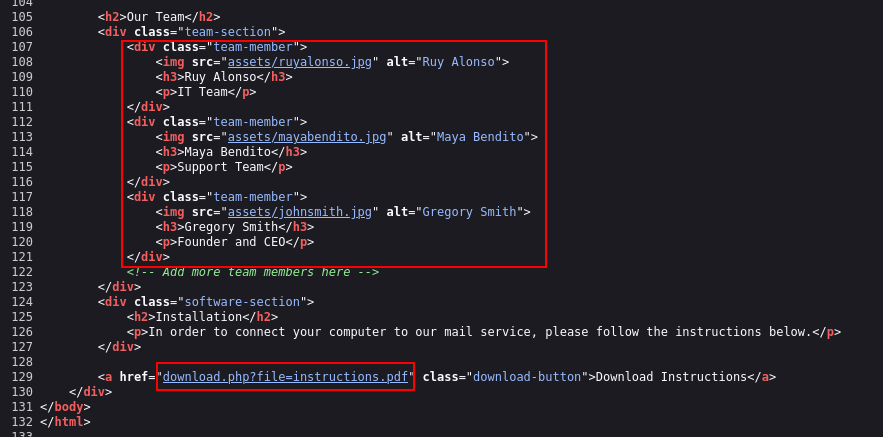 104
105 <h2>Our Team</h2>
106 <div class="team-section">
107 <div class="team-member">
108 <img src="assets/ruyalonso.jpg" alt="Ruy Alonso">
109 <h3>Ruy Alonso</h3>
110 <p>IT Team</p>
111 </div>
112 <div class="team-member">
113 <img src="assets/mayabendito.jpg" alt="Maya Bendito">
114 <h3>Maya Bendito</h3>
115 <p>Support Team</p>
116 </div>
117 <div class="team-member">
118 <img src="assets/johnsmith.jpg" alt="Gregory Smith">
119 <h3>Gregory Smith</h3>
120 <p>Founder and CEO</p>
121 </div>
122 <!-- Add more team members here -->
123 </div>
124 <div class="software-section">
125 <h2>Installation</h2>
126 <p>In order to connect your computer to our mail service, please follow the instructions below.</p>
127 </div>
128
129 <a href="download.php?file=instructions.pdf" class="download-button">Download Instructions</a>
130 </div>
131 </body>
132 </html>
133